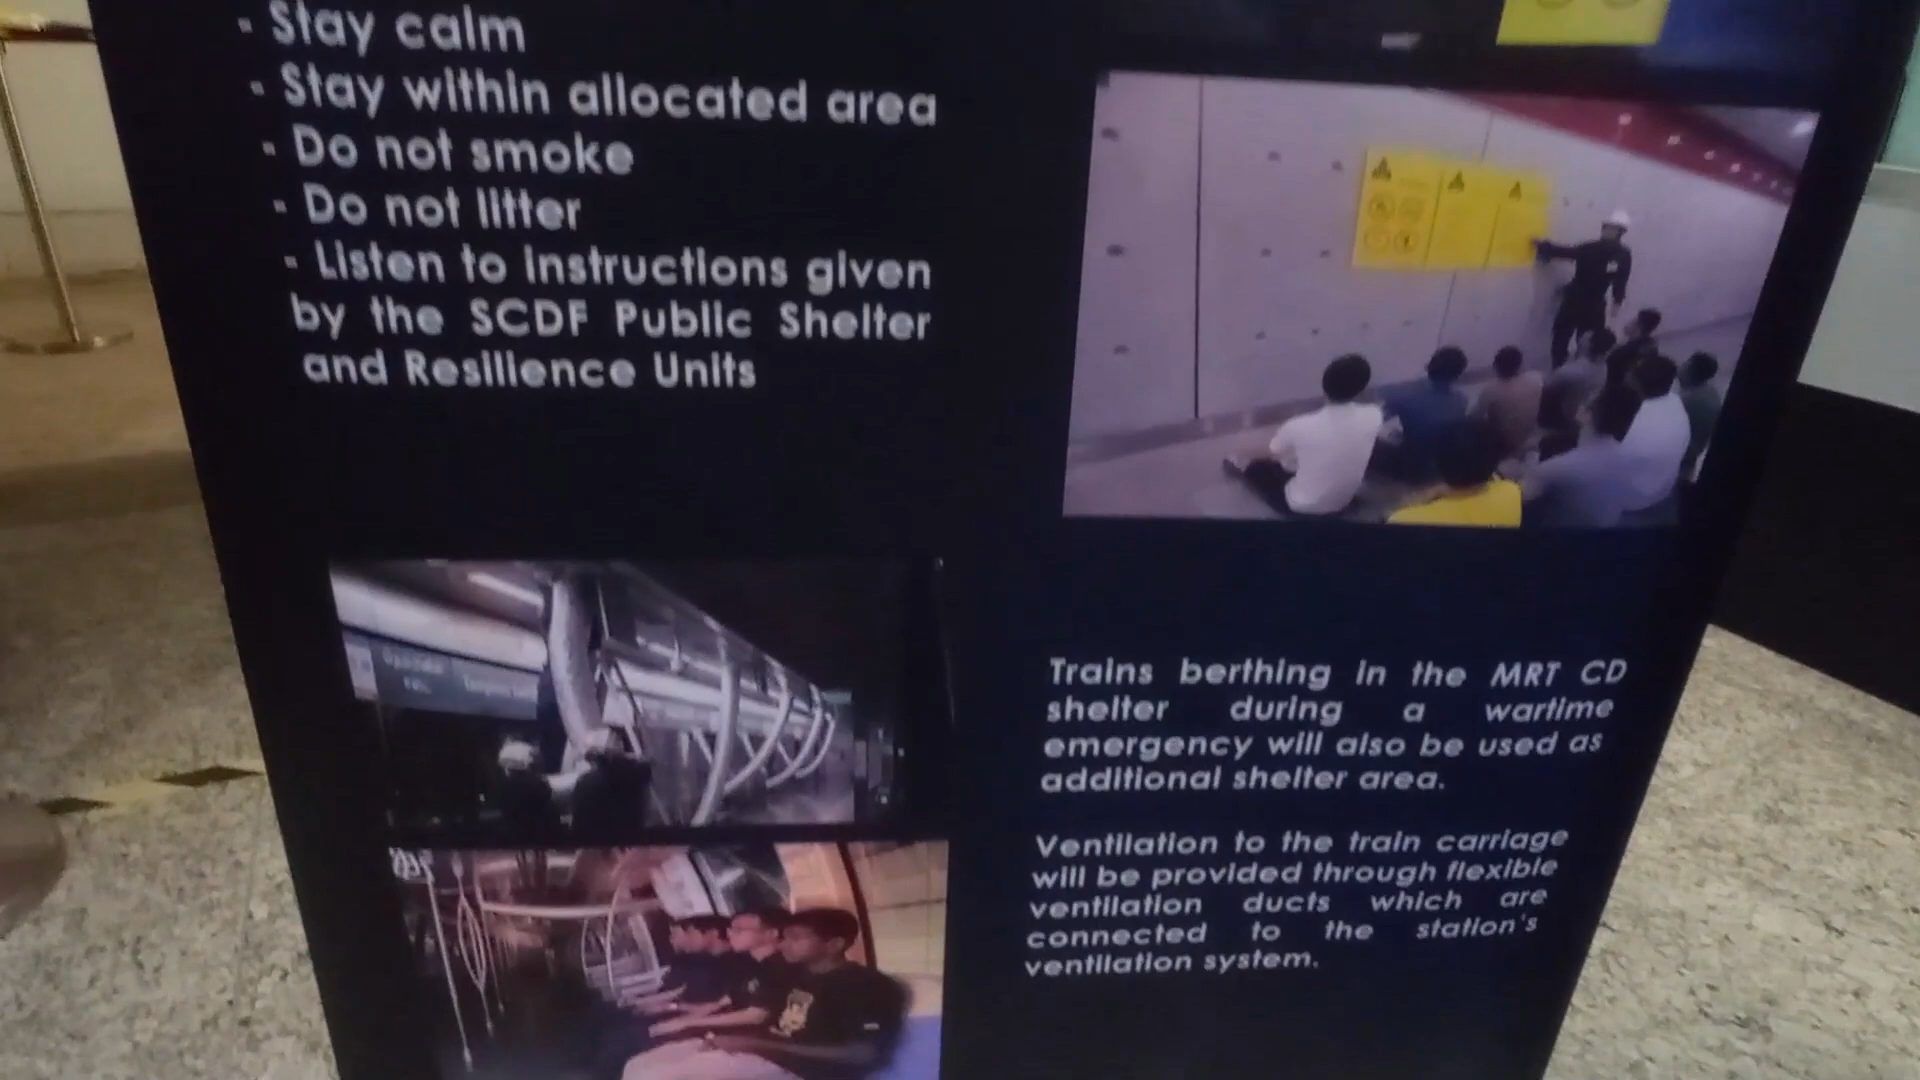 - Stay calm
- Stay within allocated area
- Do not smoke
- Do not litter
- Listen to instructions given
by the SCDF Public Shelter
and Resilience Units
Trains berthing in the MRT CD
shelter during a wartime
emergency will also be used as
additional shelter area.
Ventilation to the train carriage
will be provided through flexible
ventilation ducts which are
connected to the station's
ventilation system.